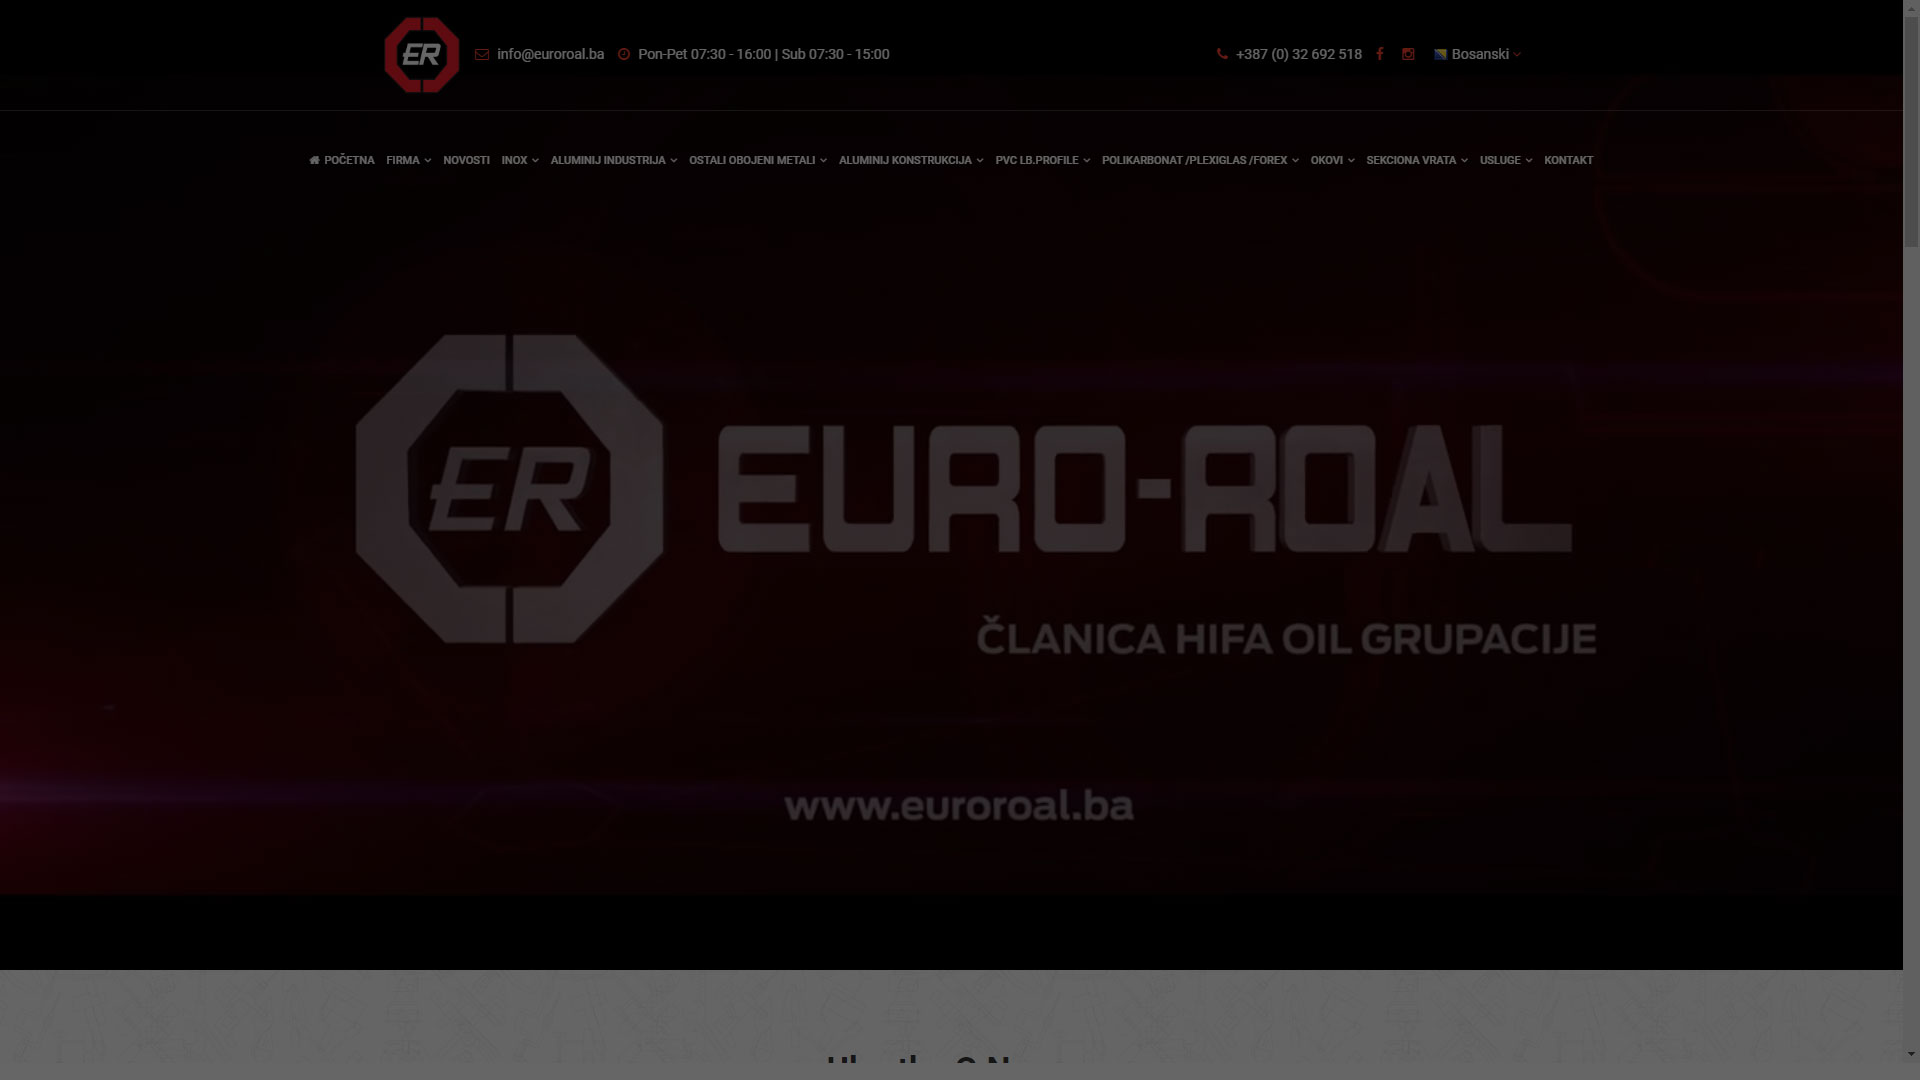 ER info@euroroal.ba Pon-Pet 07:30 - 16:00 | Sub 07:30 - 15:00 +387 (0) 32 692 518 Bosanski
POČETNA FIRMA NOVOSTI INOX ALUMINIJ INDUSTRIJA OSTALI OBOJENI METALI ALUMINIJ KONSTRUKCIJA PVC LB.PROFILE POLIKARBONAT /PLEXIGLAS /FOREX OKOVI SEKCIONA VRATA USLUGE KONTAKT
ER EURO-ROAL
ČLANICA HIFA OIL GRUPACIJE
www.euroroal.ba